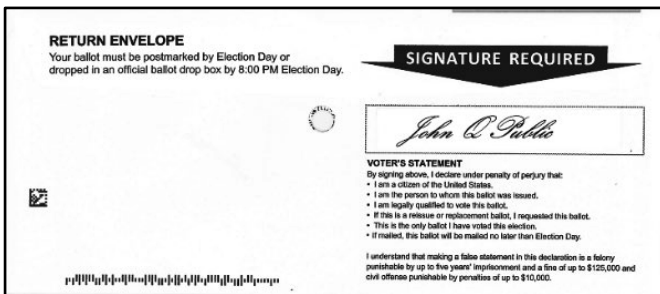 RETURN ENVELOPE
Your ballot must be postmarked by Election Day or
dropped in an official ballot drop box by 8:00 PM Election Day.
SIGNATURE REQUIRED
John Q Public
VOTER'S STATEMENT
By signing above, I declare under penalty of perjury that:
• I am a citizen of the United States.
• I am the person to whom this ballot was issued.
• I am legally qualified to vote this ballot.
• If this is a reissue or replacement ballot, I requested this ballot.
• This is the only ballot I have voted this election.
• If mailed, this ballot will be mailed no later than Election Day.
I understand that making a false statement in this declaration is a felony
punishable by up to five years' imprisonment and a fine of up to $125,000 and
civil offense punishable by penalties of up to $10,000.